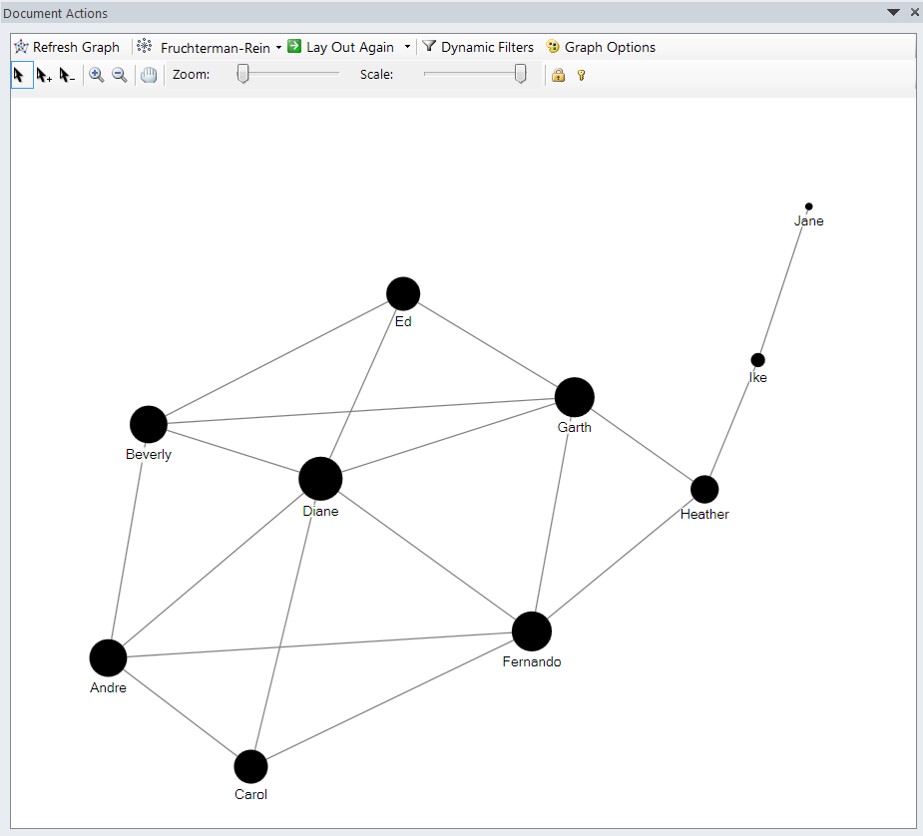 Document Actions
Refresh Graph Fruchterman-Rein Lay Out Again Dynamic Filters Graph Options
Zoom: Scale:
Jane
Ed
Ike
Garth
Beverly
Diane
Heather
Fernando
Andre
Carol